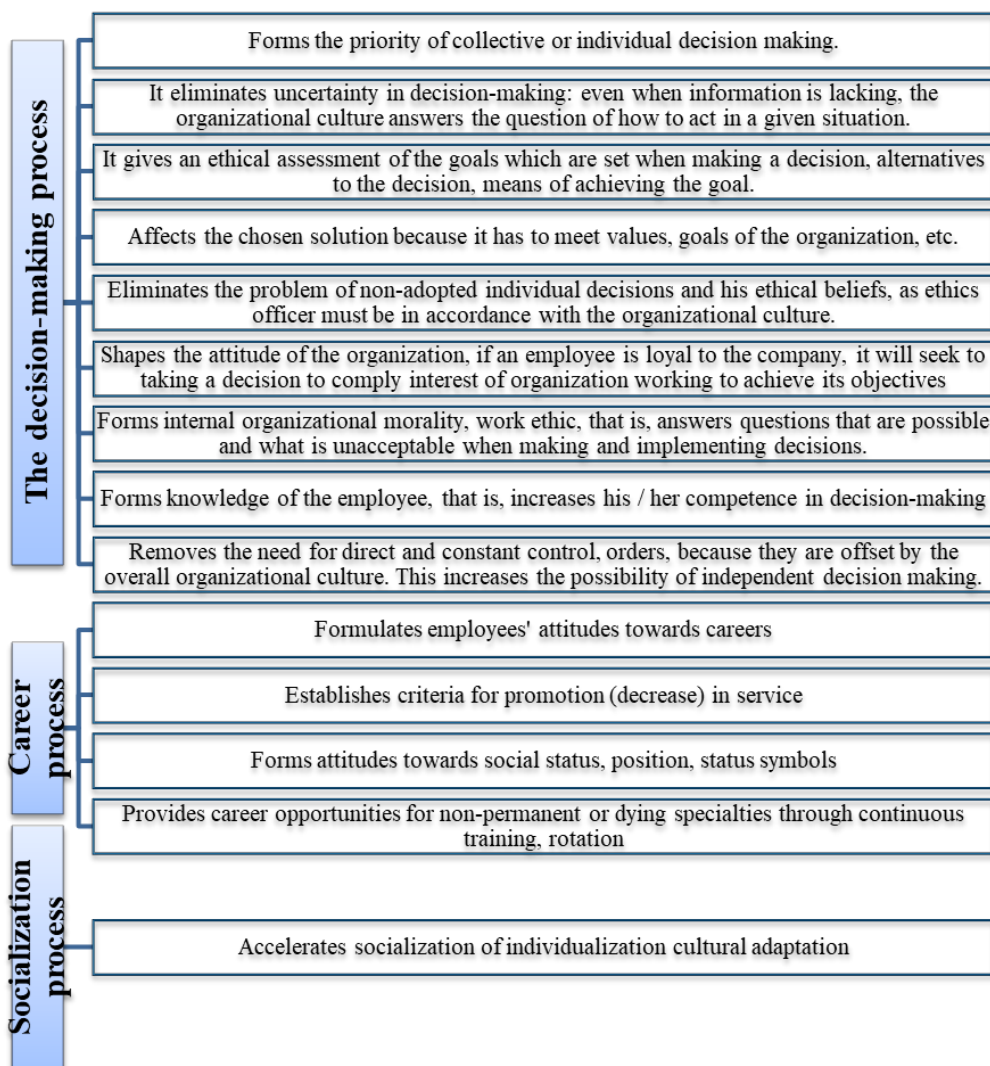 The decision-making process
Forms the priority of collective or individual decision making.
It eliminates uncertainty in decision-making: even when information is lacking, the
organizational culture answers the question of how to act in a given situation.
It gives an ethical assessment of the goals which are set when making a decision, alternatives
to the decision, means of achieving the goal.
Affects the chosen solution because it has to meet values, goals of the organization, etc.
Eliminates the problem of non-adopted individual decisions and his ethical beliefs, as ethics
officer must be in accordance with the organizational culture.
Shapes the attitude of the organization, if an employee is loyal to the company, it will seek to
taking a decision to comply interest of organization working to achieve its objectives
Forms internal organizational morality, work ethic, that is, answers questions that are possible
and what is unacceptable when making and implementing decisions.
Forms knowledge of the employee, that is, increases his / her competence in decision-making
Removes the need for direct and constant control, orders, because they are offset by the
overall organizational culture. This increases the possibility of independent decision making.
Career
process
Formulates employees' attitudes towards careers
Establishes criteria for promotion (decrease) in service
Forms attitudes towards social status, position, status symbols
Provides career opportunities for non-permanent or dying specialties through continuous
training, rotation
Socialization
process
Accelerates socialization of individualization cultural adaptation